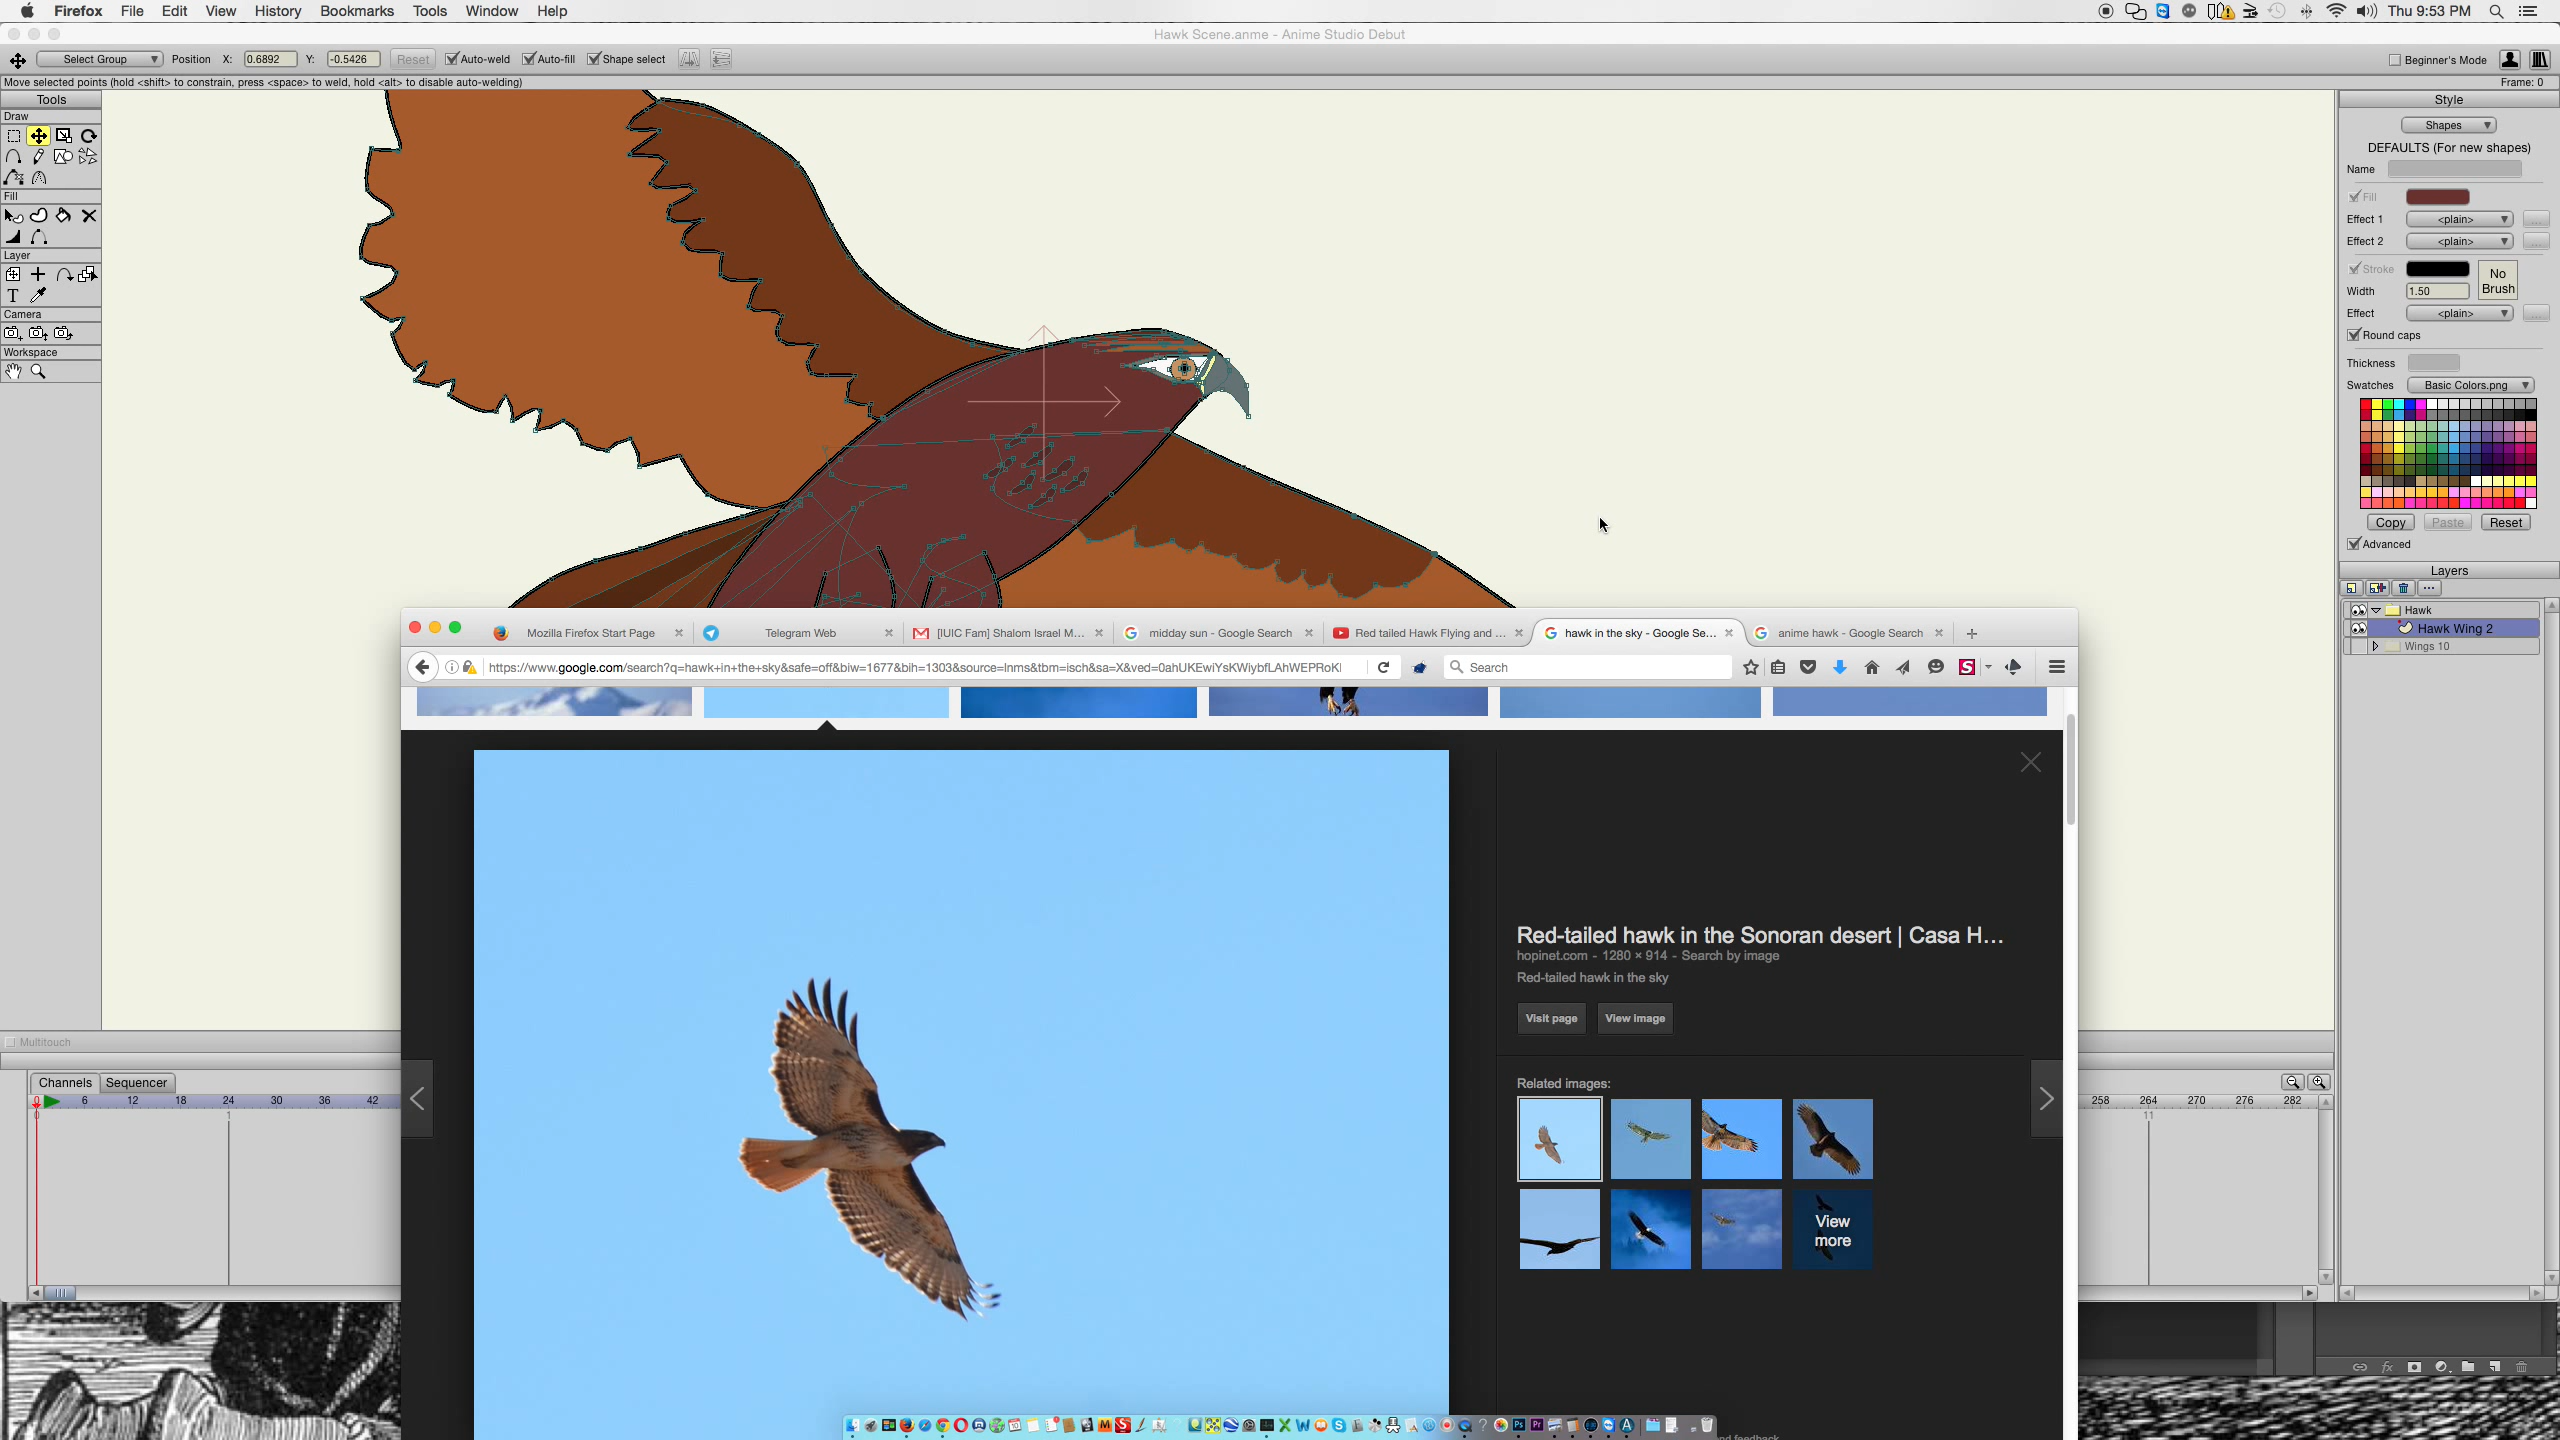 Firefox File Edit View History Bookmarks Tools Window Help
Thu 9:53 PM
Hawk Scene.anme - Anime Studio Debut
Select Group Position X: 0.6892 Y: -0.5426 Reset Auto-weld Auto-fill Shape select
Beginner's Mode
Move selected points (hold <shift> to constrain, press <space> to weld, hold <alt> to disable auto-welding)
Frame: 0
Tools
Draw
Fill
Layer
T
Camera
Workspace
Style
Shapes
DEFAULTS (For new shapes)
Name
Fill
Effect 1 <plain> ...
Effect 2 <plain> ...
Stroke
No Brush
Width 1.50
Effect <plain> ...
Round caps
Thickness
Swatches Basic Colors.png
Copy Paste Reset
Advanced
Layers
Hawk
Hawk Wing 2
Wings 10
Mozilla Firefox Start Page
Telegram Web
[IUIC Fam] Shalom Israel M...
midday sun - Google Search
Red tailed Hawk Flying and ...
hawk in the sky - Google Se...
anime hawk - Google Search
https://www.google.com/search?q=hawk+in+the+sky&safe=off&biw=1677&bih=1303&source=lnms&tbm=isch&sa=X&ved=0ahUKEwiYsKWiybfLAhWEPRoKI
Search
Red-tailed hawk in the Sonoran desert | Casa H...
hopinet.com - 1280 × 914 - Search by image
Red-tailed hawk in the sky
Visit page View image
Related images:
View
more
Multitouch
Channels Sequencer
0 6 12 18 24 30 36 42
258 264 270 276 282
0 1 11
fx
nd feedback